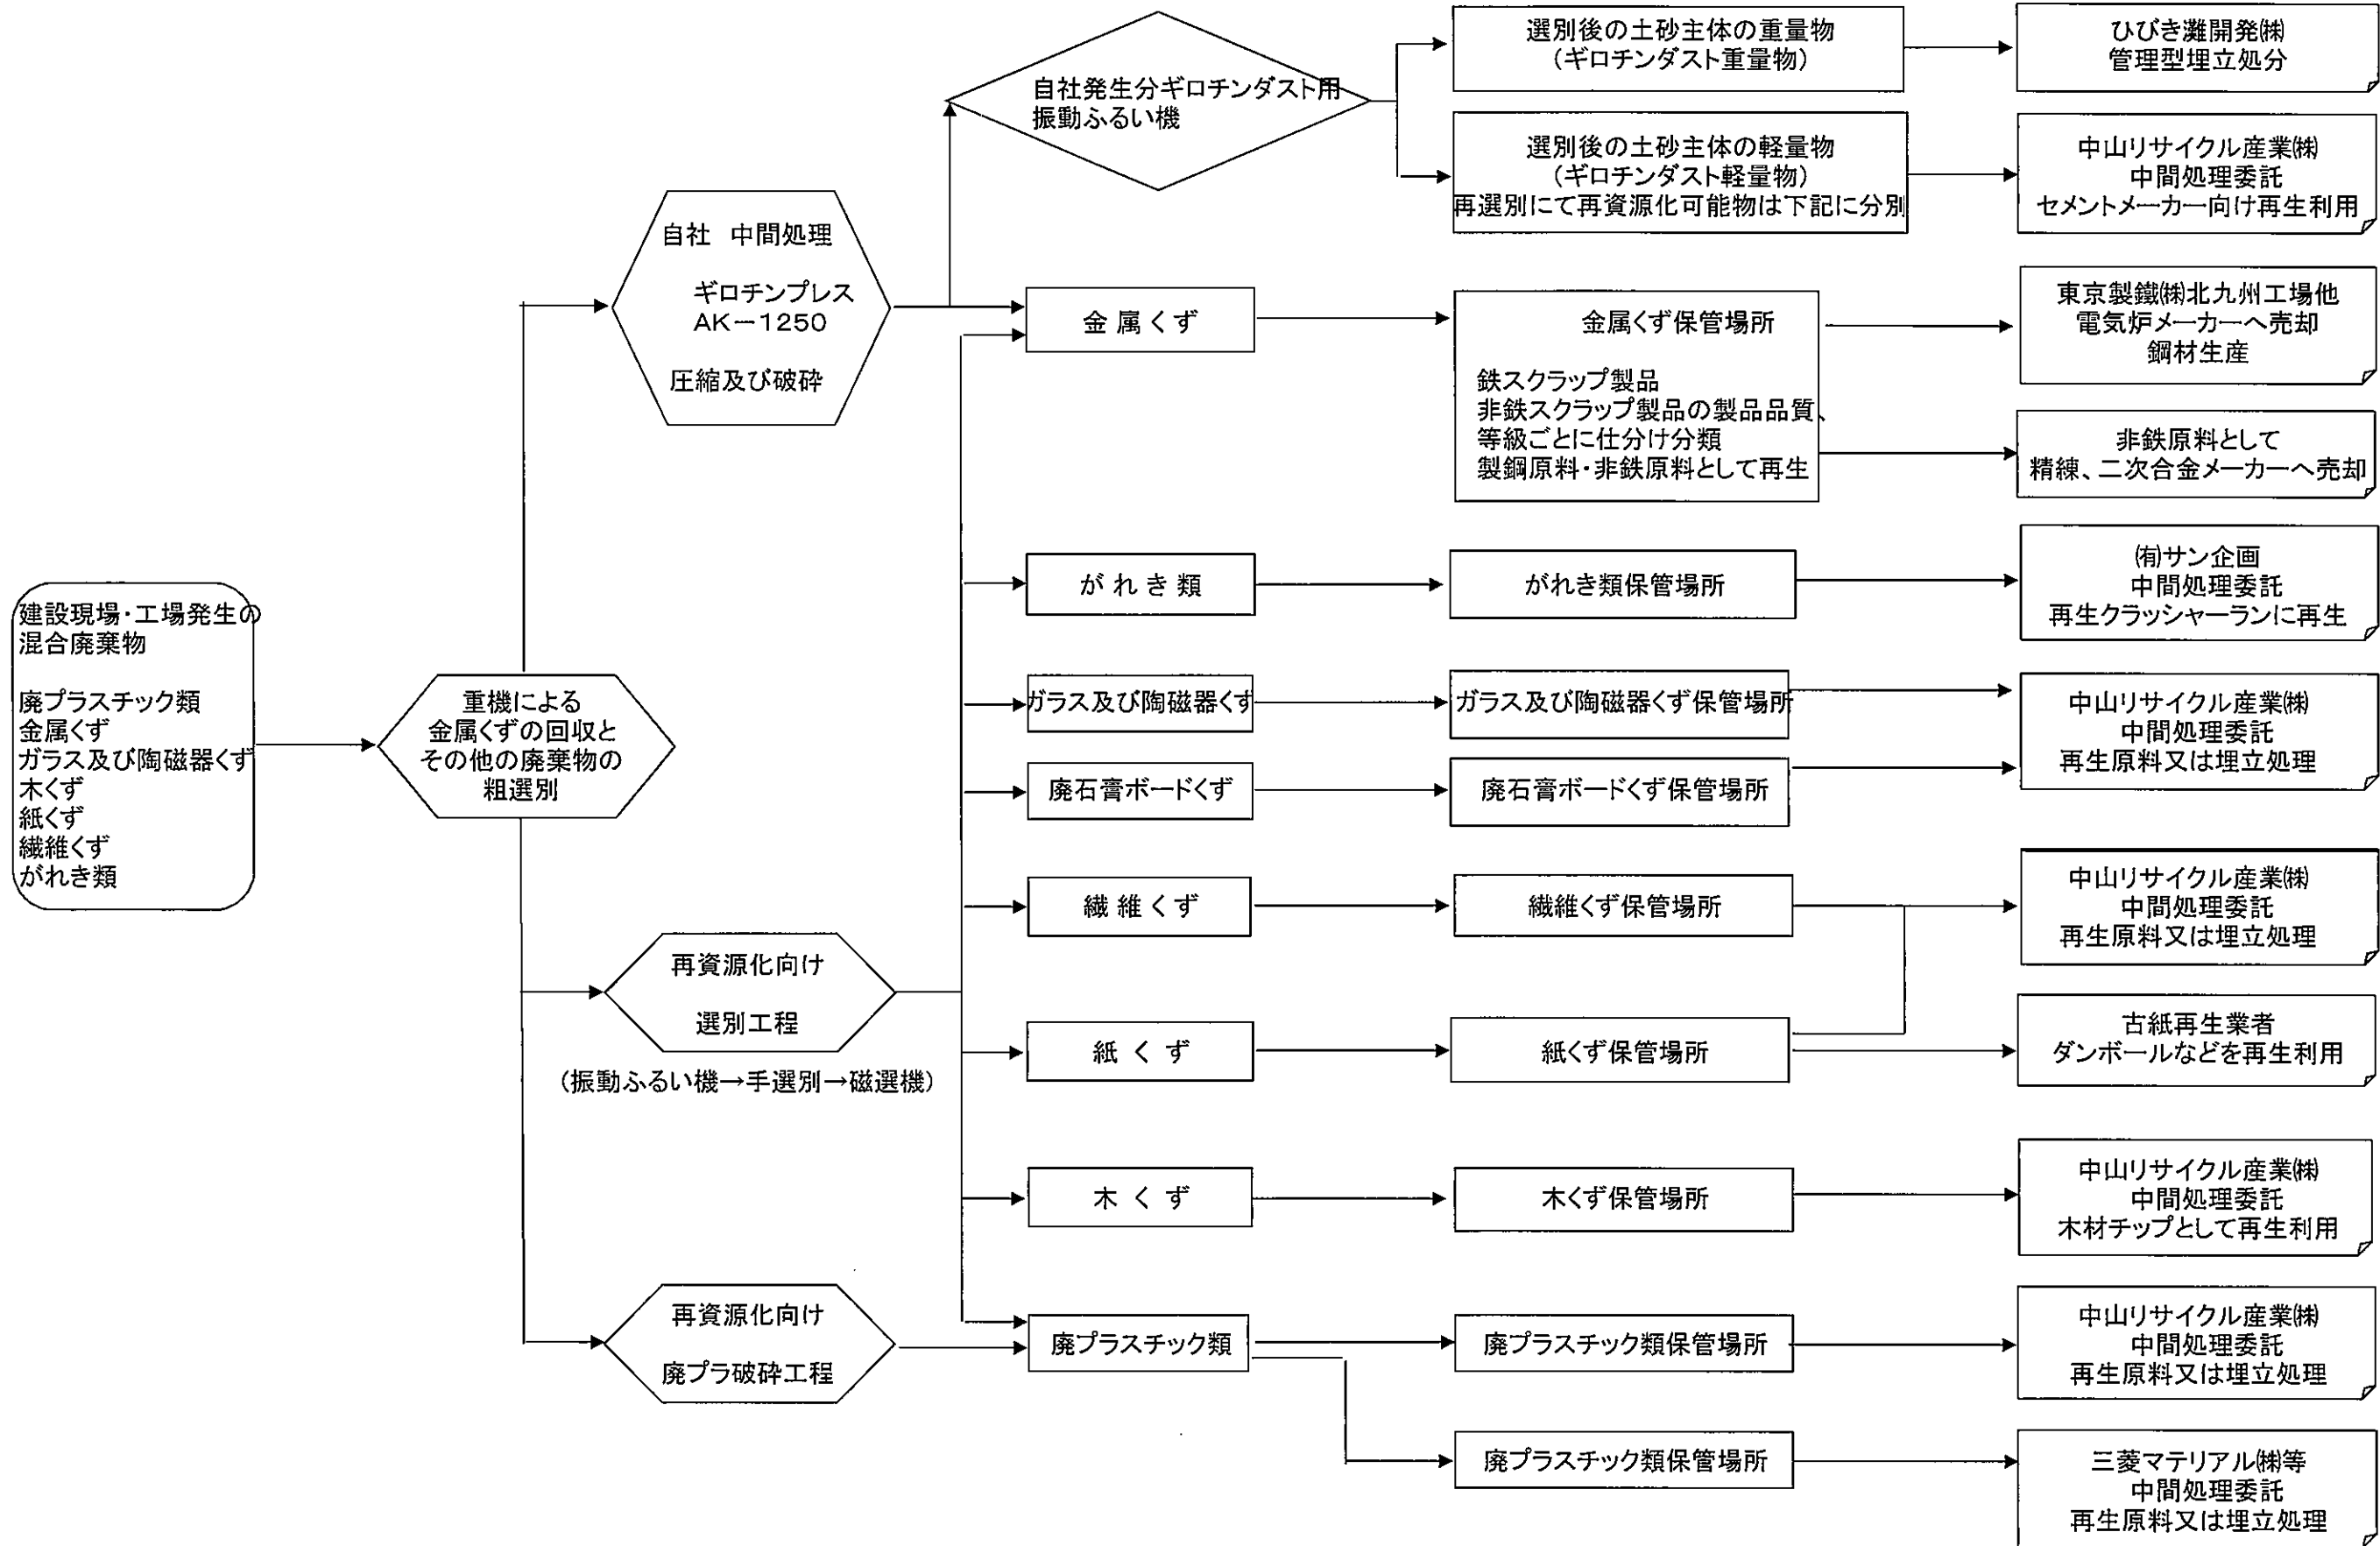 建設現場・工場発生の
混合廃棄物
廃プラスチック類
金属くず
ガラス及び陶磁器くず
木くず
紙くず
繊維くず
がれき類
重機による
金属くずの回収と
その他の廃棄物の
粗選別
自社 中間処理
ギロチンプレス
AK－1250
圧縮及び破砕
再資源化向け
選別工程
(振動ふるい機→手選別→磁選機)
再資源化向け
廃プラ破砕工程
自社発生分ギロチンダスト用
振動ふるい機
選別後の土砂主体の重量物
(ギロチンダスト重量物)
ひびき灘開発㈱
管理型埋立処分
選別後の土砂主体の軽量物
(ギロチンダスト軽量物)
再選別にて再資源化可能物は下記に分別
中山リサイクル産業㈱
中間処理委託
セメントメーカー向け再生利用
金属くず
金属くず保管場所
鉄スクラップ製品
非鉄スクラップ製品の製品品質、
等級ごとに仕分け分類
製鋼原料・非鉄原料として再生
東京製鐵㈱北九州工場他
電気炉メーカーへ売却
鋼材生産
非鉄原料として
精練、二次合金メーカーへ売却
がれき類
がれき類保管場所
㈲サン企画
中間処理委託
再生クラッシャーランに再生
ガラス及び陶磁器くず
ガラス及び陶磁器くず保管場所
中山リサイクル産業㈱
中間処理委託
再生原料又は埋立処理
廃石膏ボードくず
廃石膏ボードくず保管場所
繊維くず
繊維くず保管場所
中山リサイクル産業㈱
中間処理委託
再生原料又は埋立処理
紙くず
紙くず保管場所
古紙再生業者
ダンボールなどを再生利用
木くず
木くず保管場所
中山リサイクル産業㈱
中間処理委託
木材チップとして再生利用
廃プラスチック類
廃プラスチック類保管場所
中山リサイクル産業㈱
中間処理委託
再生原料又は埋立処理
廃プラスチック類保管場所
三菱マテリアル㈱等
中間処理委託
再生原料又は埋立処理